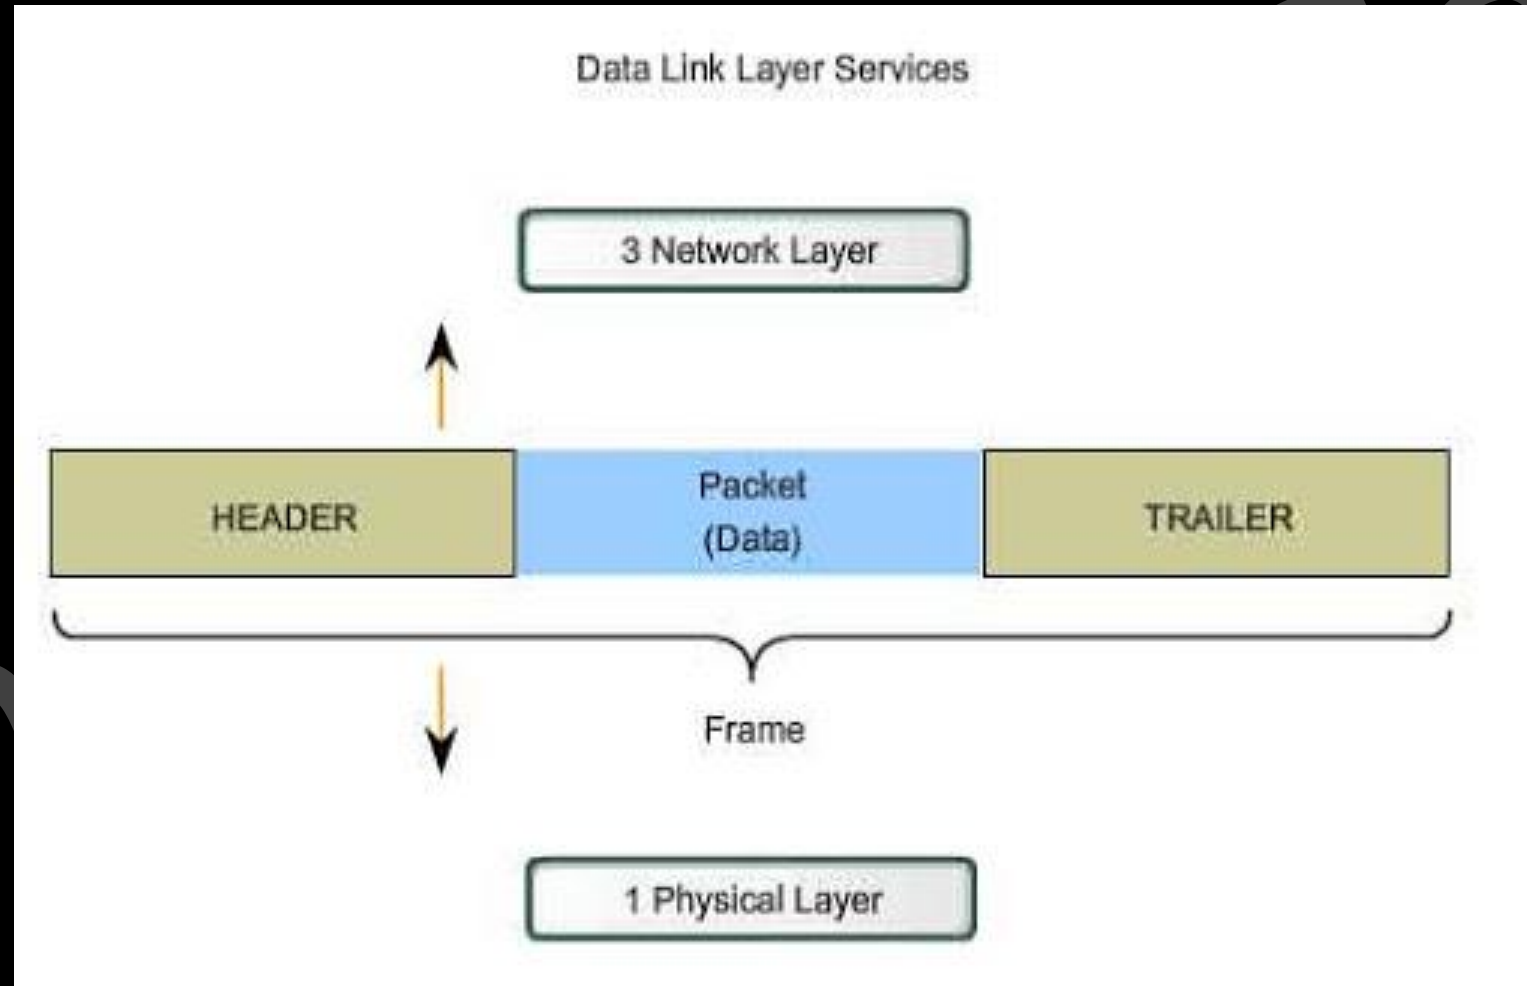 Data Link Layer Services
3 Network Layer
HEADER
Packet
(Data)
TRAILER
Frame
1 Physical Layer